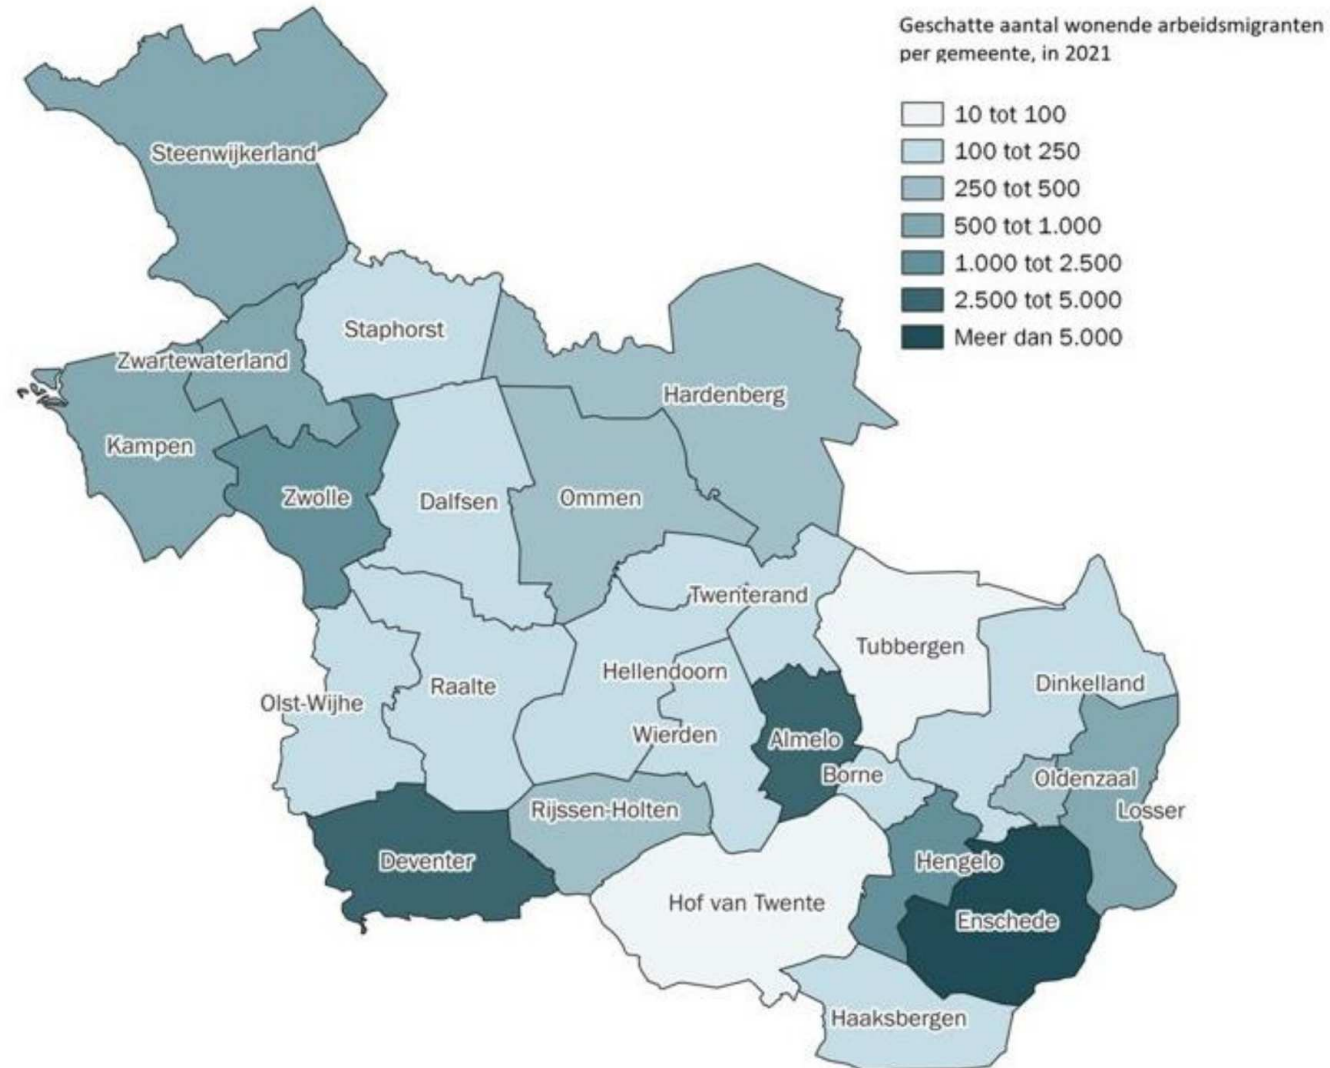 Geschatte aantal wonende arbeidsmigranten
per gemeente, in 2021
10 tot 100
100 tot 250
250 tot 500
500 tot 1.000
1.000 tot 2.500
2.500 tot 5.000
Meer dan 5.000
Steenwijkerland
Staphorst
Zwartewaterland
Hardenberg
Kampen
Zwolle
Dalfsen
Ommen
Twenterand
Tubbergen
Hellendoorn
Dinkelland
Raalte
Olst-Wijhe
Wierden
Almelo
Borne
Oldenzaal
Rijssen-Holten
Losser
Deventer
Hengelo
Hof van Twente
Enschede
Haaksbergen